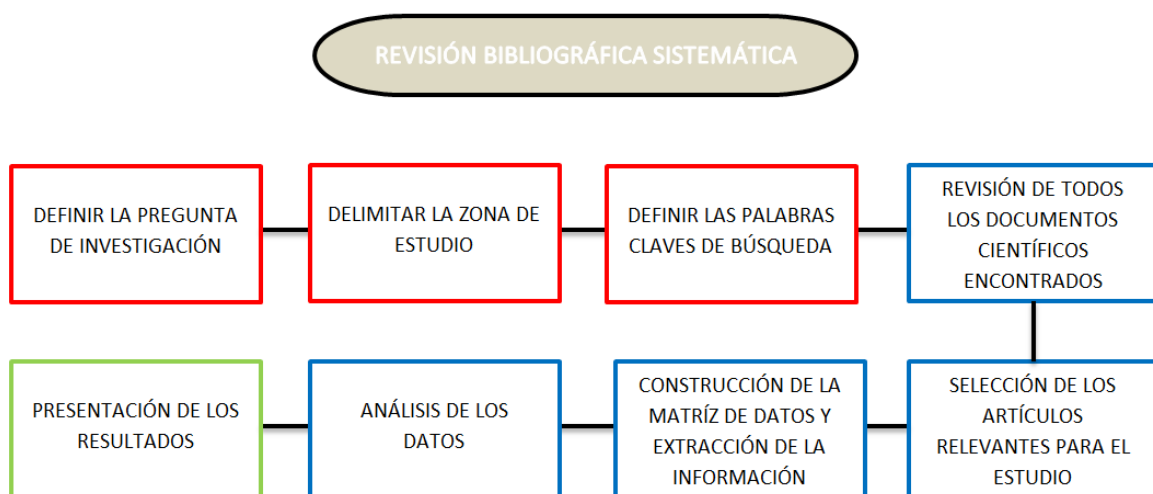 REVISIÓN BIBLIOGRÁFICA SISTEMÁTICA
DEFINIR LA PREGUNTA
DE INVESTIGACIÓN
DELIMITAR LA ZONA DE
ESTUDIO
DEFINIR LAS PALABRAS
CLAVES DE BÚSQUEDA
REVISIÓN DE TODOS
LOS DOCUMENTOS
CIENTÍFICOS
ENCONTRADOS
SELECCIÓN DE LOS
ARTÍCULOS
RELEVANTES PARA EL
ESTUDIO
CONSTRUCCIÓN DE LA
MATRÍZ DE DATOS Y
EXTRACCIÓN DE LA
INFORMACIÓN
ANÁLISIS DE LOS
DATOS
PRESENTACIÓN DE LOS
RESULTADOS